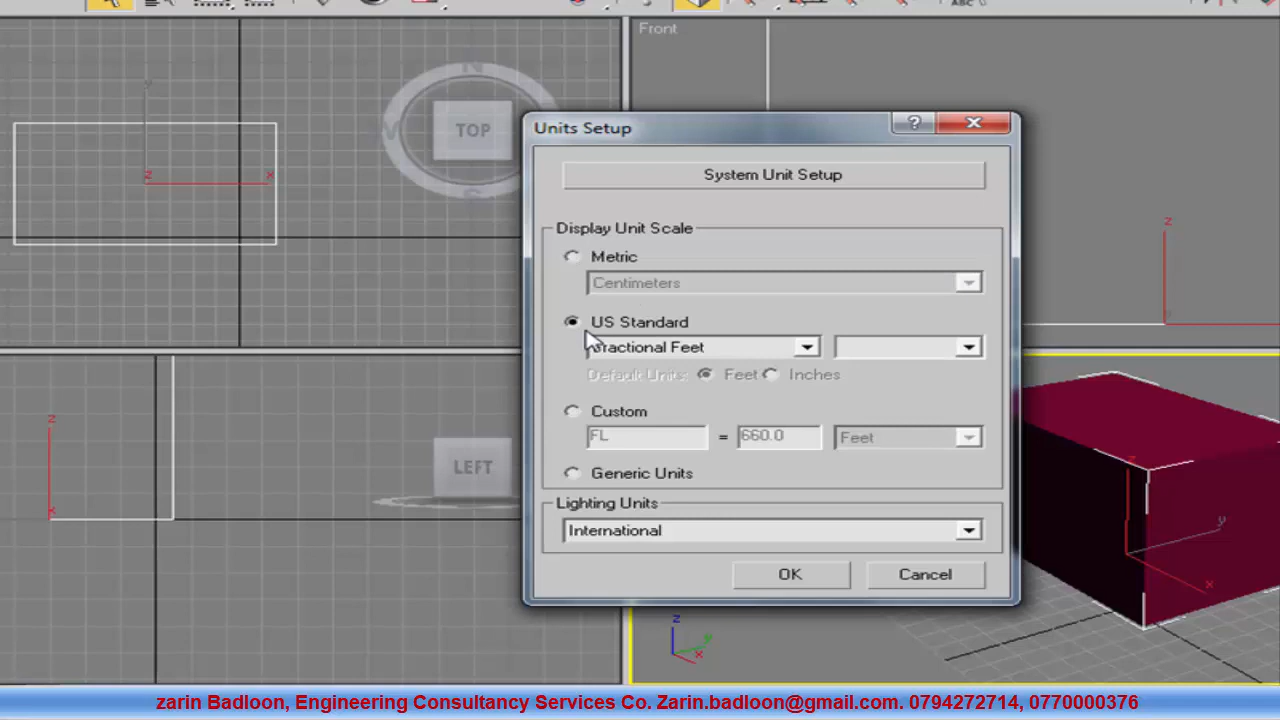 Front
N
TOP
y
z
x
Units Setup
?
System Unit Setup
Display Unit Scale
Metric
Centimeters
US Standard
Fractional Feet
Default Units:
Feet
Inches
Custom
FL
=
660.0
Feet
Generic Units
Lighting Units
International
OK
Cancel
z
x
LEFT
z
x
z
y
x
z
y
x
zarin Badloon, Engineering Consultancy Services Co. Zarin.badloon@gmail.com. 0794272714, 0770000376